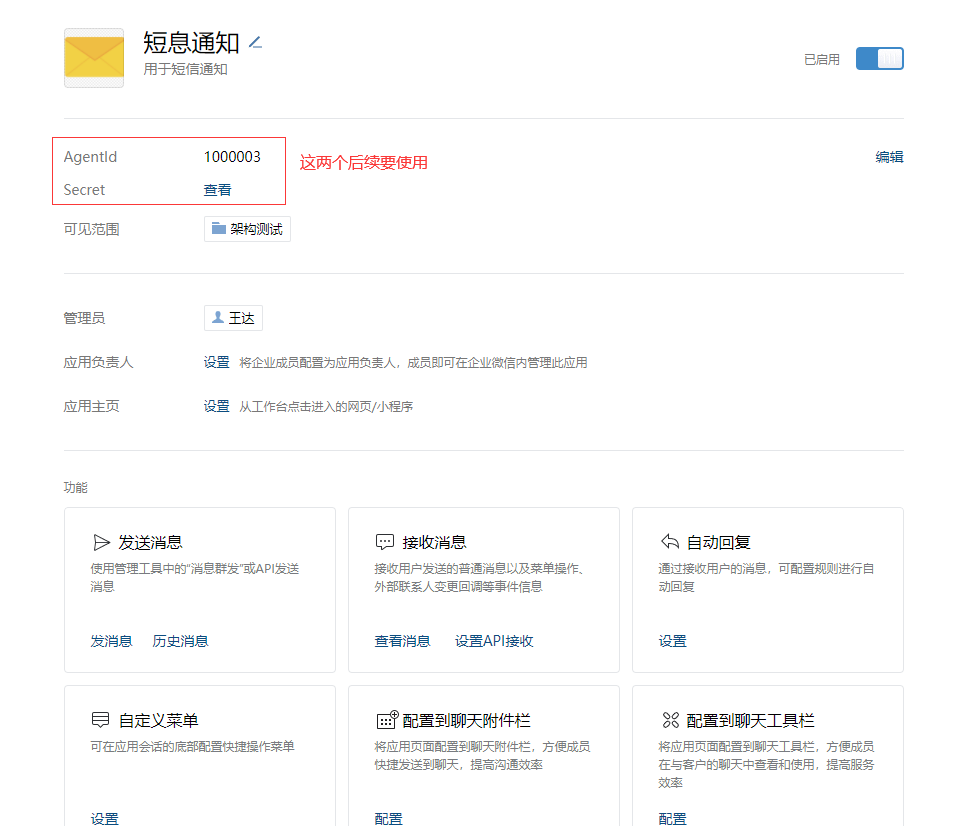 短息通知
用于短信通知
已启用
AgentId 1000003
这两个后续要使用
编辑
Secret 查看
可见范围 架构测试
管理员 王达
应用负责人 设置 将企业成员配置为应用负责人，成员即可在企业微信内管理此应用
应用主页 设置 从工作台点击进入的网页/小程序
功能
发送消息
使用管理工具中的“消息群发”或API发送
消息
发消息 历史消息
接收消息
接收用户发送的普通消息以及菜单操作、
外部联系人变更回调等事件信息
查看消息 设置API接收
自动回复
通过接收用户的消息，可配置规则进行自
动回复
设置
自定义菜单
可在应用会话的底部配置快捷操作菜单
设置
配置到聊天附件栏
将应用页面配置到聊天附件栏，方便成员
快捷发送到聊天，提高沟通效率
配置
配置到聊天工具栏
将应用页面配置到聊天工具栏，方便成员
在与客户的聊天中查看和使用，提高服务
效率
配置